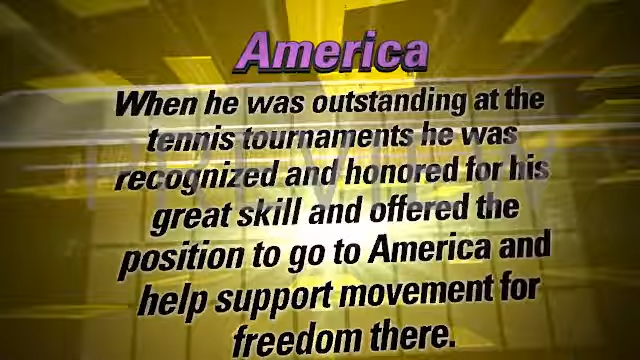 America
When he was outstanding at the
tennis tournaments he was
recognized and honored for his
great skill and offered the
position to go to America and
help support movement for
freedom there.
PREVIEW